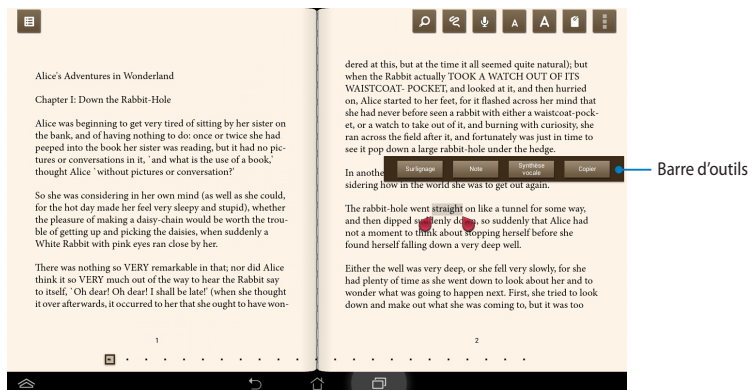 A A
Alice's Adventures in Wonderland
Chapter I: Down the Rabbit-Hole
Alice was beginning to get very tired of sitting by her sister on
the bank, and of having nothing to do: once or twice she had
peeped into the book her sister was reading, but it had no pic-
tures or conversations in it, `and what is the use of a book,'
thought Alice `without pictures or conversation?'
So she was considering in her own mind (as well as she could,
for the hot day made her feel very sleepy and stupid), whether
the pleasure of making a daisy-chain would be worth the trou-
ble of getting up and picking the daisies, when suddenly a
White Rabbit with pink eyes ran close by her.
There was nothing so VERY remarkable in that; nor did Alice
think it so VERY much out of the way to hear the Rabbit say
to itself, `Oh dear! Oh dear! I shall be late!' (when she thought
it over afterwards, it occurred to her that she ought to have won-
1
dered at this, but at the time it all seemed quite natural); but
when the Rabbit actually TOOK A WATCH OUT OF ITS
WAISTCOAT- POCKET, and looked at it, and then hurried
on, Alice started to her feet, for it flashed across her mind that
she had never before seen a rabbit with either a waistcoat-pock-
et, or a watch to take out of it, and burning with curiosity, she
ran across the field after it, and fortunately was just in time to
see it pop down a large rabbit-hole under the hedge.
Surlignage Note Synthèse vocale Copier
Barre d'outils
In anothe
sidering how in the world she was to get out again.
The rabbit-hole went straight on like a tunnel for some way,
and then dipped suddenly down, so suddenly that Alice had
not a moment to think about stopping herself before she
found herself falling down a very deep well.
Either the well was very deep, or she fell very slowly, for she
had plenty of time as she went down to look about her and to
wonder what was going to happen next. First, she tried to look
down and make out what she was coming to, but it was too
2